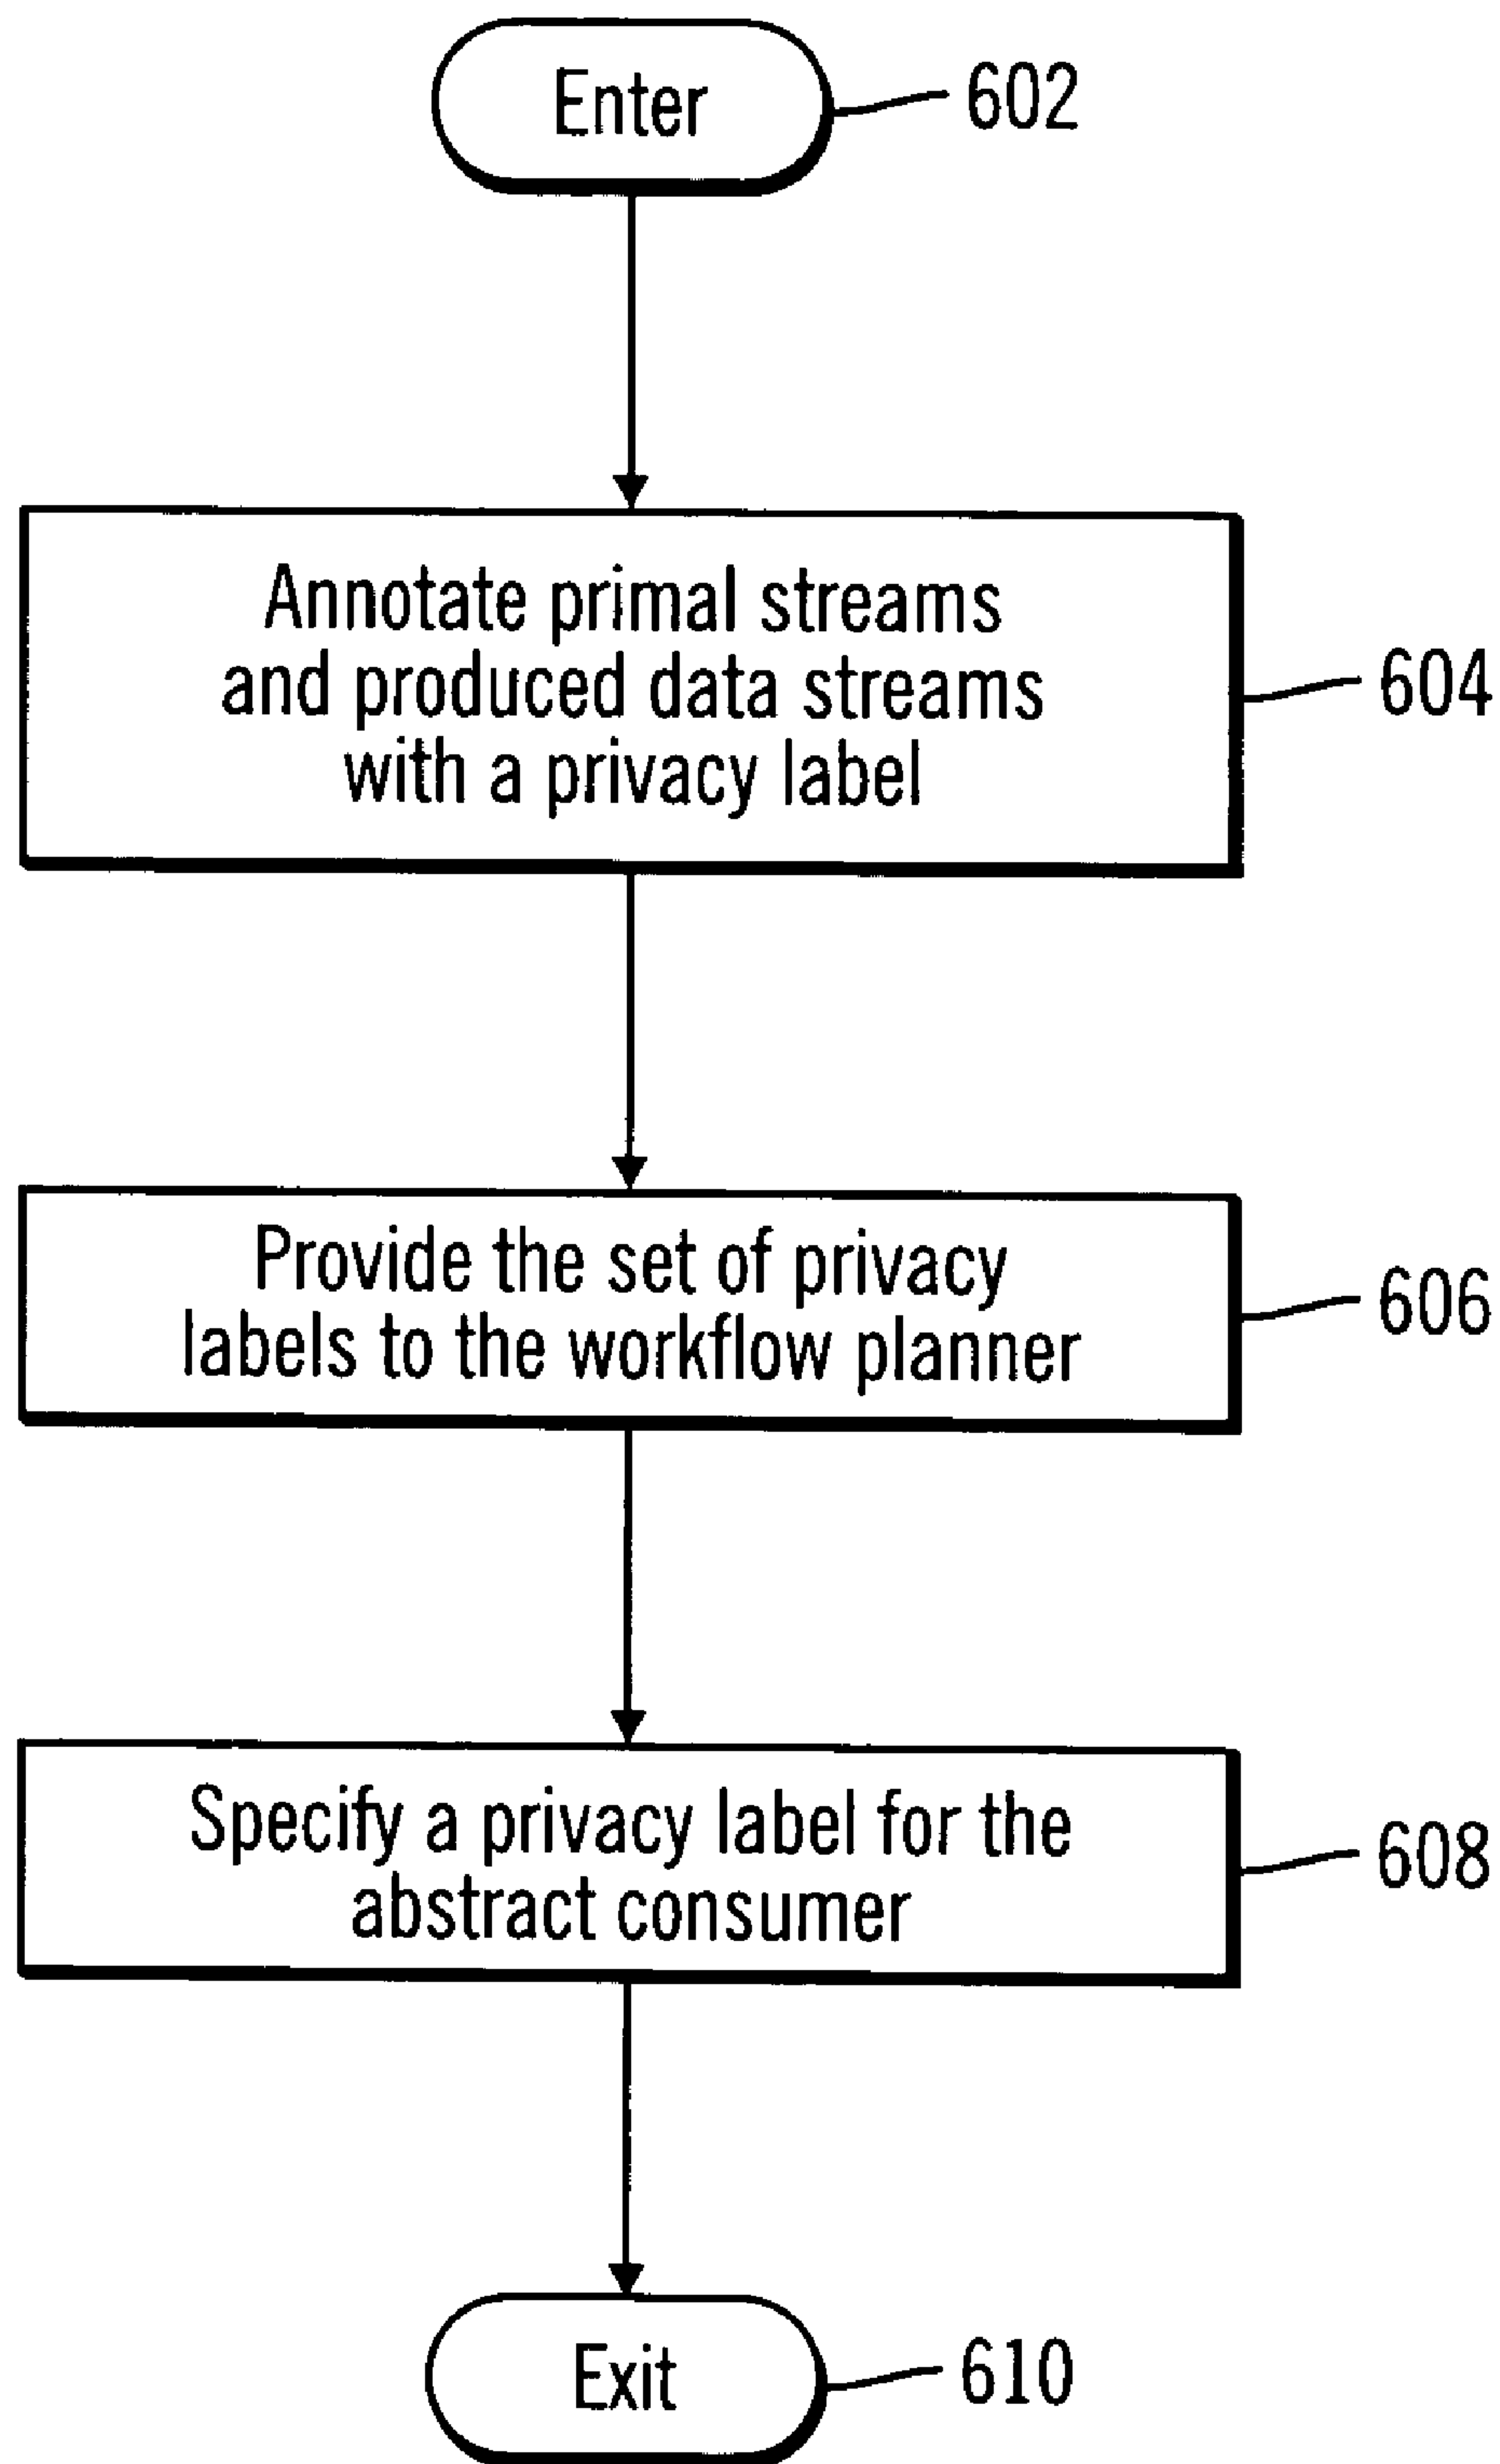 Enter
602
Annotate primal streams
and produced data streams
with a privacy label
604
Provide the set of privacy
labels to the workflow planner
606
Specify a privacy label for the
abstract consumer
608
Exit
610